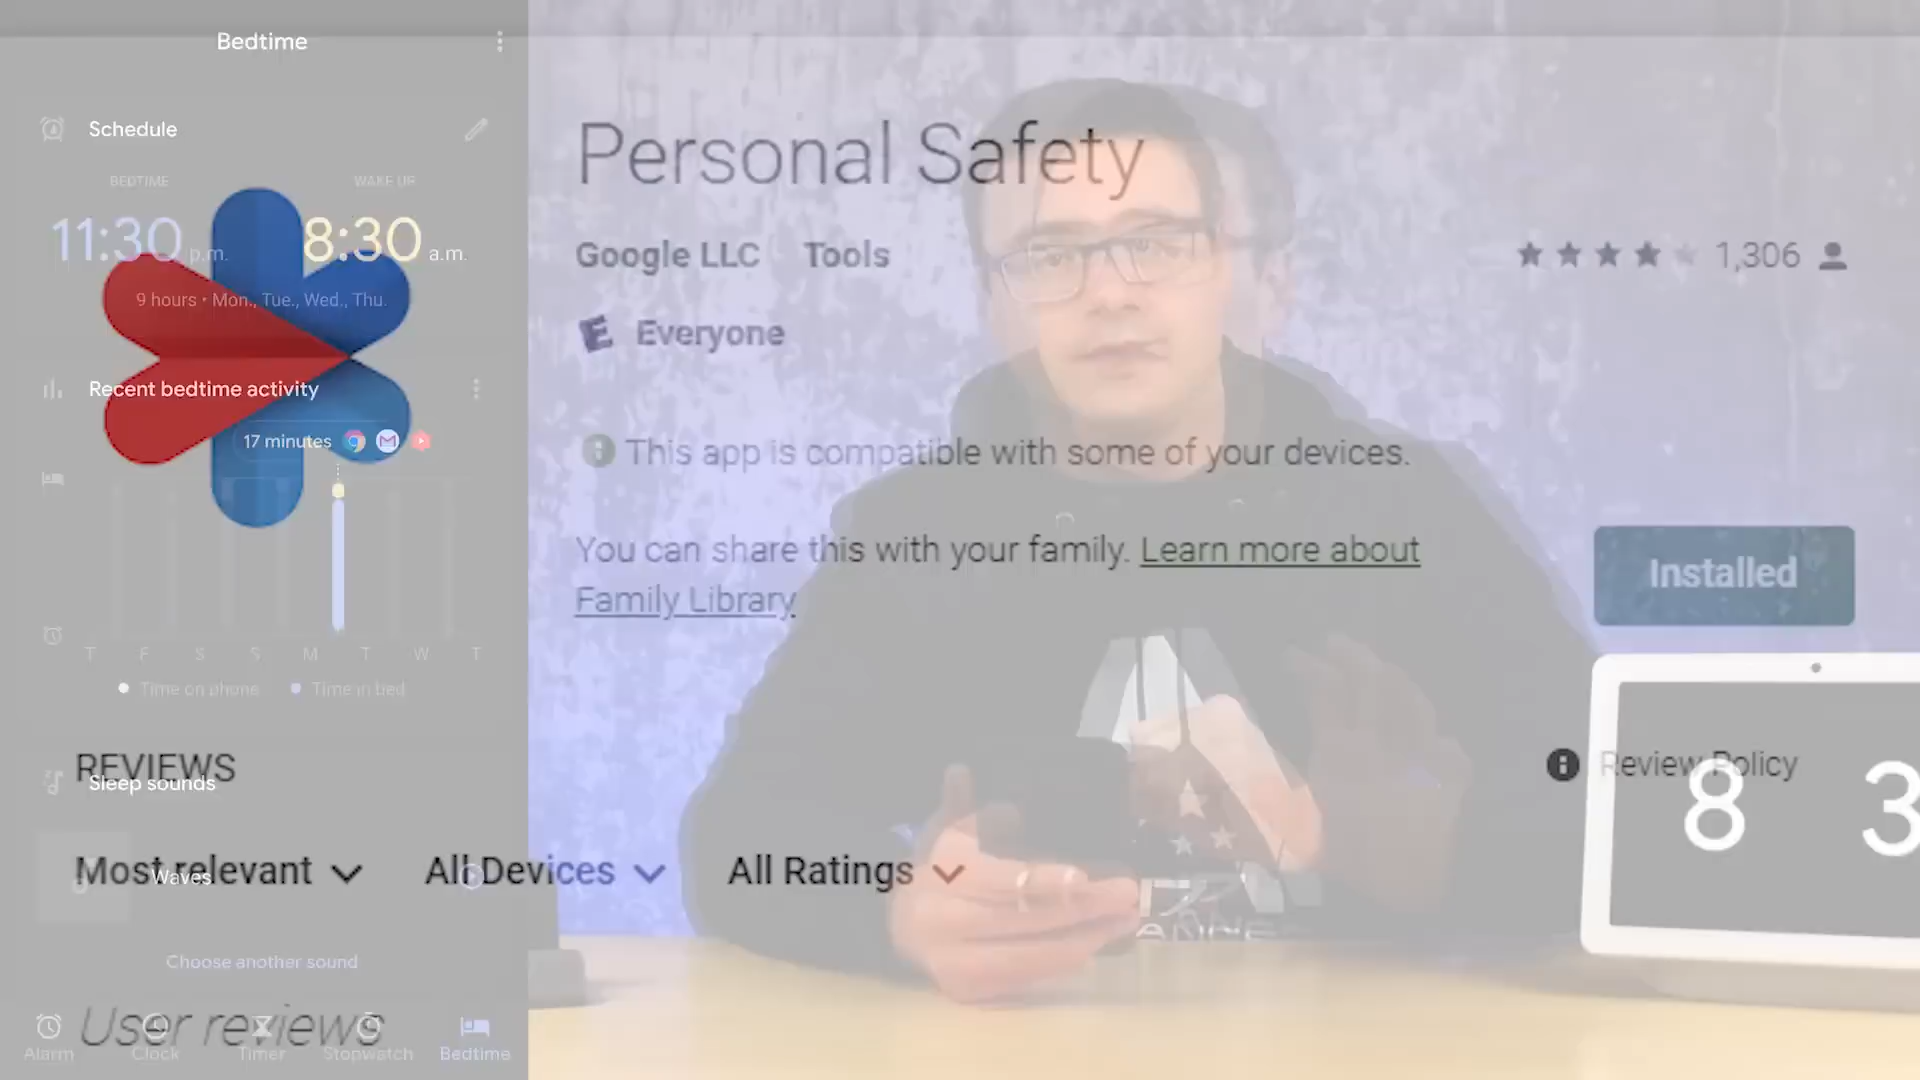 Bedtime
Schedule
BEDTIME
WAKE UP
11:30 p.m.
8:30 a.m.
9 hours • Mon., Tue., Wed., Thu.
Recent bedtime activity
17 minutes
T F S S M T W T
Time on phone
Time in bed
Sleep sounds
Waves
Choose another sound
Alarm
Clock
Timer
Stopwatch
Bedtime
Personal Safety
Google LLC
Tools
1,306
E Everyone
This app is compatible with some of your devices.
You can share this with your family. Learn more about
Family Library
Installed
REVIEWS
Review Policy
Most relevant
All Devices
All Ratings
User reviews
8 3